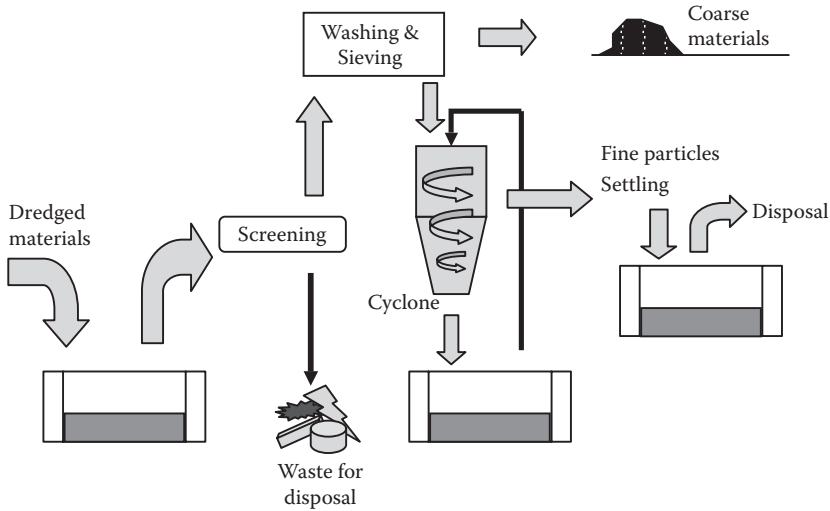 Washing &
Sieving
Coarse
materials
Fine particles
Settling
Dredged
materials
Screening
Disposal
Cyclone
Waste for
disposal